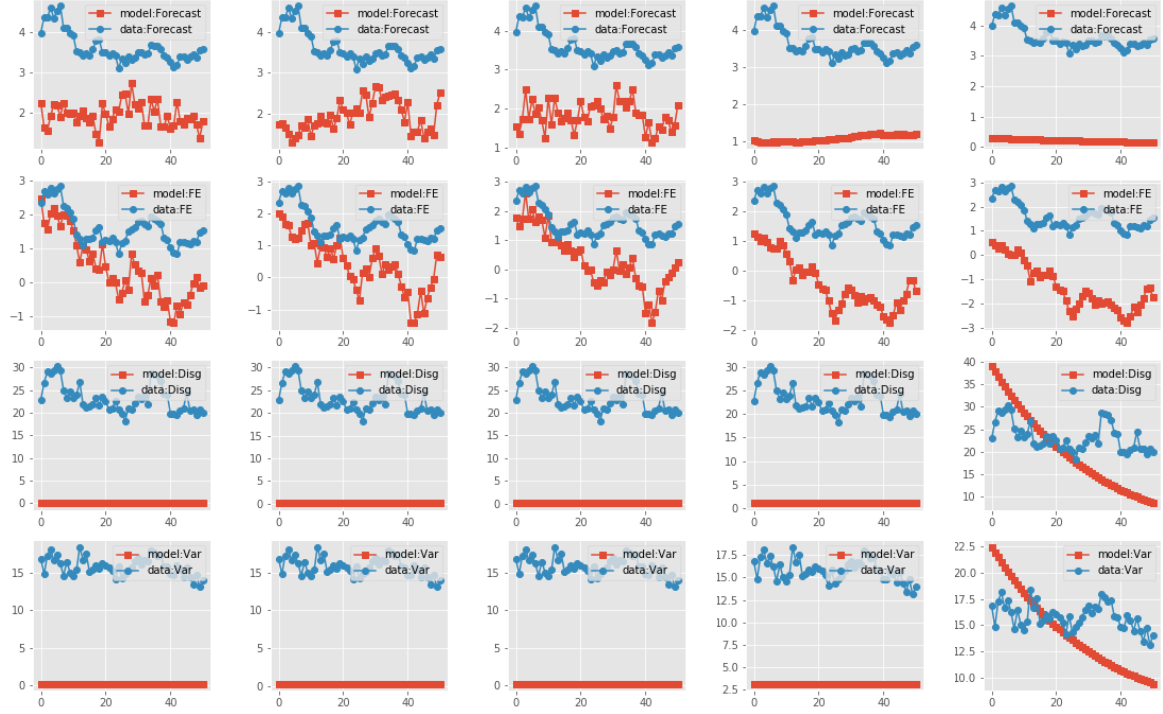 model:Forecast
data:Forecast
4
3
2
0 20 40
model:Forecast
data:Forecast
4
3
2
0 20 40
model:Forecast
data:Forecast
4
3
2
1
0 20 40
model:Forecast
data:Forecast
4
3
2
1
0 20 40
model:Forecast
data:Forecast
4
3
2
1
0
0 20 40
model:FE
data:FE
3
2
1
0
−1
0 20 40
model:FE
data:FE
3
2
1
0
−1
0 20 40
model:FE
data:FE
3
2
1
0
−1
−2
0 20 40
model:FE
data:FE
3
2
1
0
−1
−2
0 20 40
model:FE
data:FE
3
2
1
0
−1
−2
−3
0 20 40
model:Disg
data:Disg
30
25
20
15
10
5
0
0 20 40
model:Disg
data:Disg
30
25
20
15
10
5
0
0 20 40
model:Disg
data:Disg
30
25
20
15
10
5
0
0 20 40
model:Disg
data:Disg
30
25
20
15
10
5
0
0 20 40
model:Disg
data:Disg
40
35
30
25
20
15
10
0 20 40
model:Var
data:Var
15
10
5
0
0 20 40
model:Var
data:Var
15
10
5
0
0 20 40
model:Var
data:Var
15
10
5
0
0 20 40
model:Var
data:Var
17.5
15.0
12.5
10.0
7.5
5.0
2.5
0 20 40
model:Var
data:Var
22.5
20.0
17.5
15.0
12.5
10.0
0 20 40